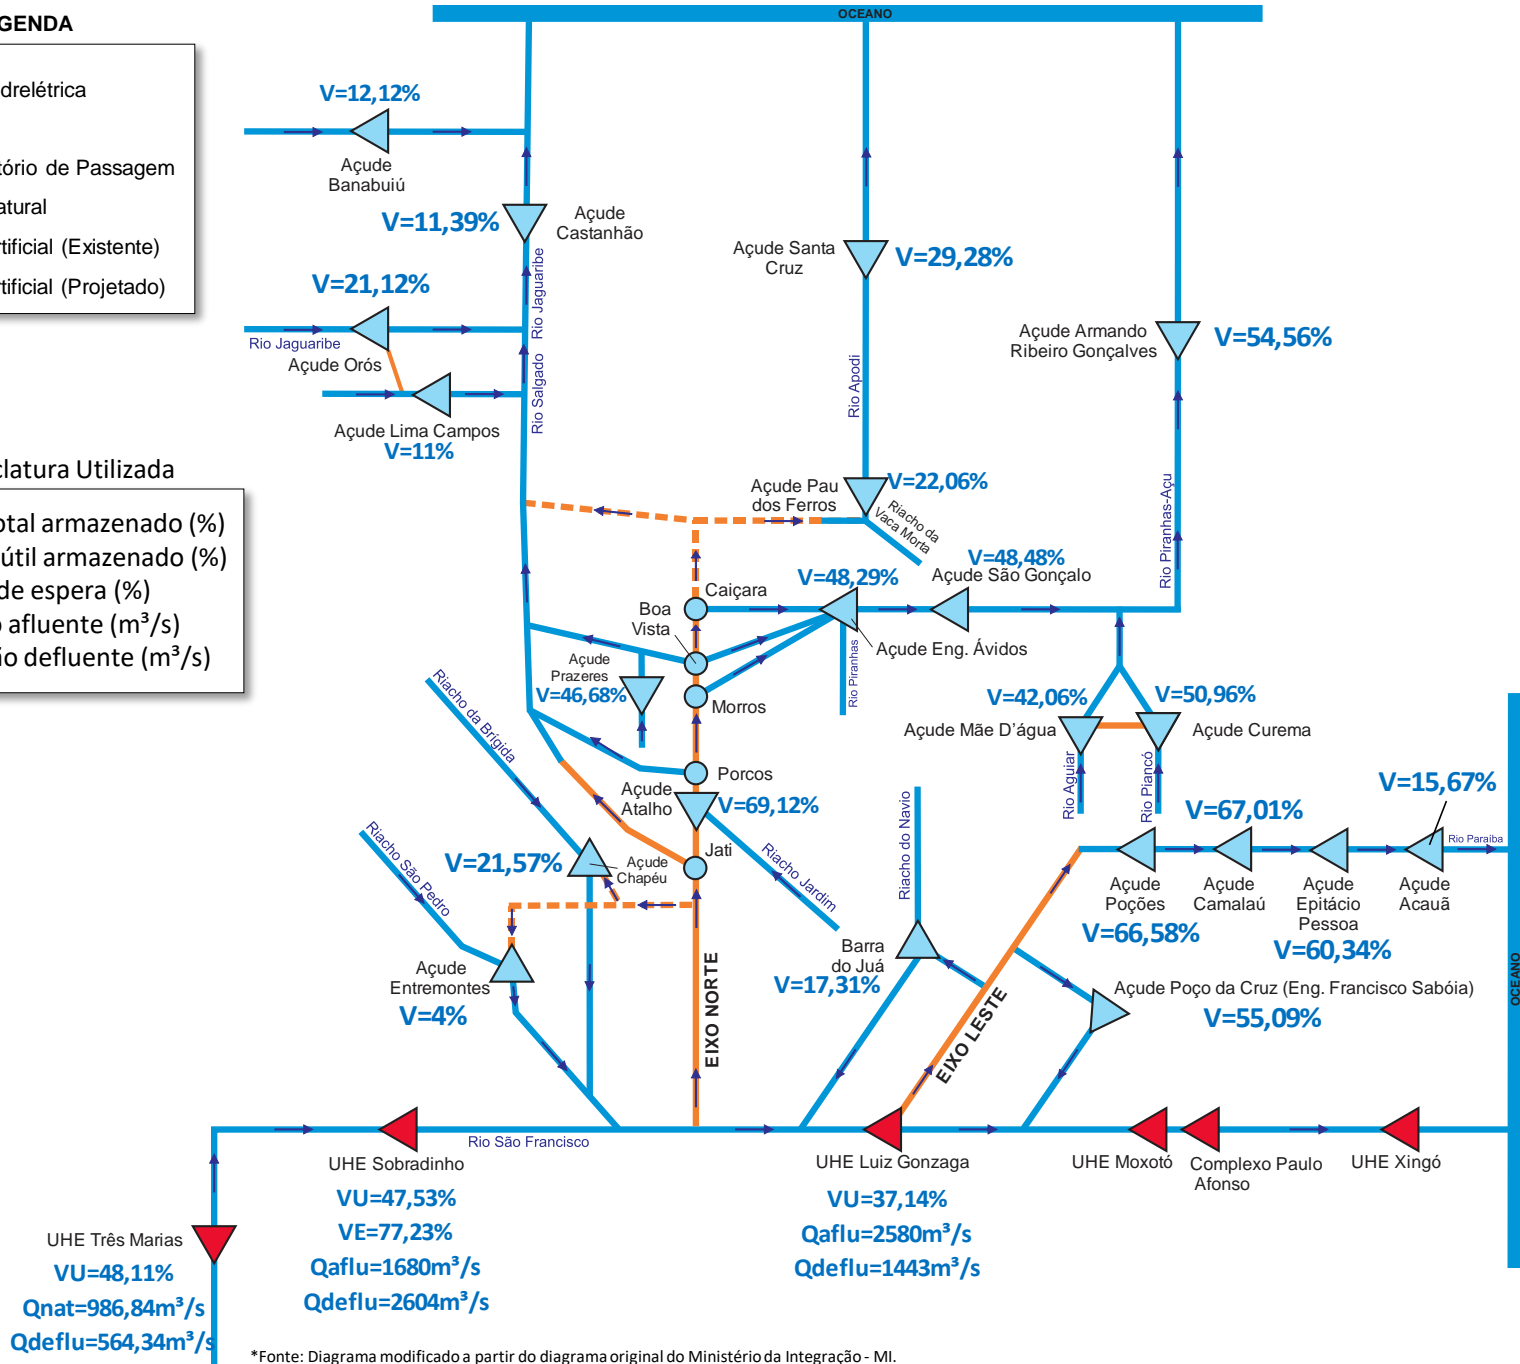 OCEANO
GENDA
drelétrica
tório de Passagem
atural
rtificial (Existente)
rtificial (Projetado)
V=12,12%
Açude
Banabuiú
V=11,39%
Açude
Castanhão
V=21,12%
Rio Jaguaribe
Açude Orós
Rio Jaguaribe
Rio Salgado
Açude Lima Campos
V=11%
Açude Santa
Cruz
V=29,28%
Rio Apodi
Açude Armando
Ribeiro Gonçalves
V=54,56%
Rio Piranhas-Açu
clatura Utilizada
otal armazenado (%)
útil armazenado (%)
de espera (%)
o afluente (m³/s)
ão defluente (m³/s)
Açude Pau
dos Ferros
V=22,06%
Riacho da
Vaca Morta
V=48,48%
Açude São Gonçalo
V=48,29%
Caiçara
Boa
Vista
Açude Eng. Ávidos
Rio Piranhas
Açude
Prazeres
V=46,68%
Morros
V=42,06%
V=50,96%
Açude Mãe D'água
Açude Curema
Rio Aguiar
Rio Piancó
Riacho da Brígida
Porcos
Açude
Atalho
V=69,12%
Jati
Riacho Jardim
Riacho São Pedro
V=21,57%
Açude
Chapéu
Riacho do Navio
V=15,67%
V=67,01%
Rio Paraiba
Açude
Poções
Açude
Camalaú
Açude
Epitácio
Pessoa
Açude
Acauã
V=66,58%
V=60,34%
Açude
Entremontes
V=4%
EIXO NORTE
Barra
do Juá
V=17,31%
EIXO LESTE
Açude Poço da Cruz (Eng. Francisco Sabóia)
V=55,09%
OCEANO
Rio São Francisco
UHE Sobradinho
VU=47,53%
VE=77,23%
Qaflu=1680m³/s
Qdeflu=2604m³/s
UHE Luiz Gonzaga
VU=37,14%
Qaflu=2580m³/s
Qdeflu=1443m³/s
UHE Moxotó
Complexo Paulo
Afonso
UHE Xingó
UHE Três Marias
VU=48,11%
Qnat=986,84m³/s
Qdeflu=564,34m³/s
*Fonte: Diagrama modificado a partir do diagrama original do Ministério da Integração - MI.